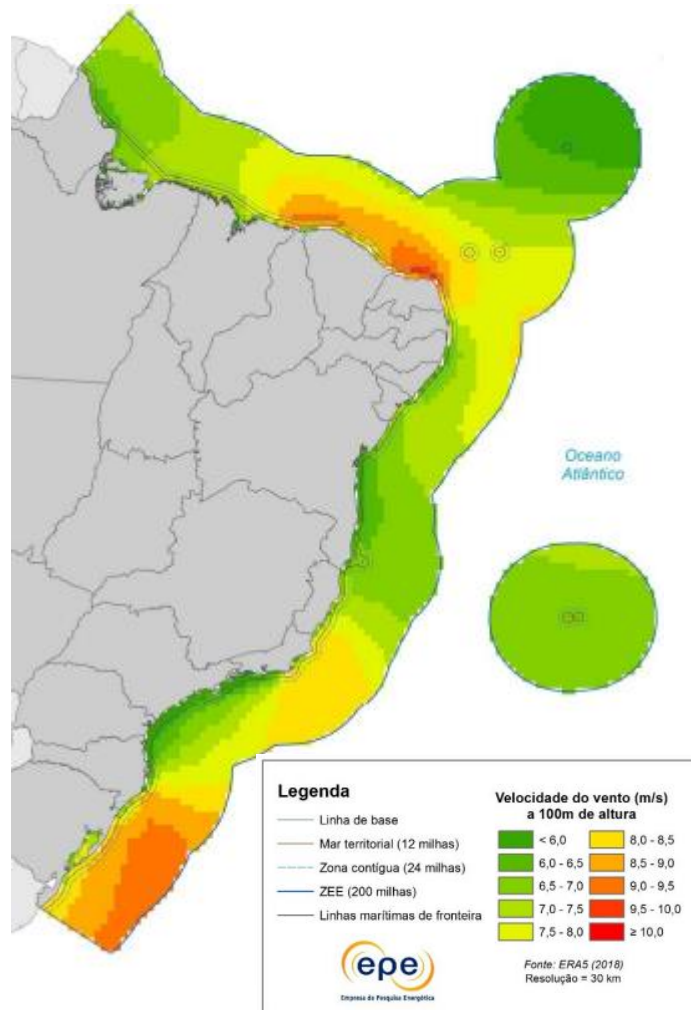 Oceano
Atlântico
Legenda
Linha de base
Mar territorial (12 milhas)
Zona contígua (24 milhas)
ZEE (200 milhas)
Linhas marítimas de fronteira
epe
Empresa de Pesquisa Energética
Velocidade do vento (m/s)
a 100m de altura
< 6,0
6,0 - 6,5
6,5 - 7,0
7,0 - 7,5
7,5 - 8,0
8,0 - 8,5
8,5 - 9,0
9,0 - 9,5
9,5 - 10,0
≥ 10,0
Fonte: ERA5 (2018)
Resolução = 30 km